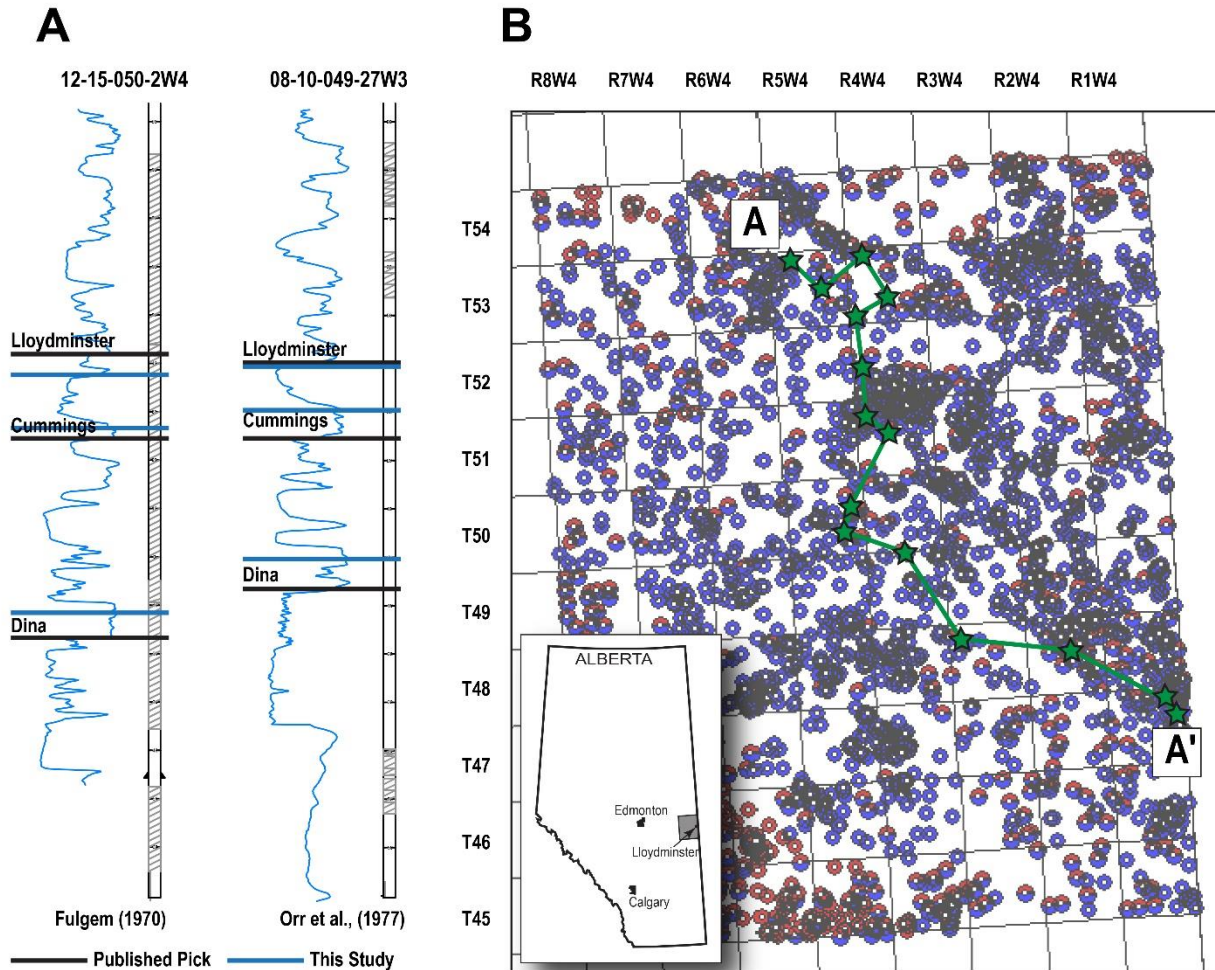 A
B
12-15-050-2W4
08-10-049-27W3
R8W4
R7W4
R6W4
R5W4
R4W4
R3W4
R2W4
R1W4
Lloydminster
Cummings
Dina
Lloydminster
Cummings
Dina
Fulgem (1970)
Orr et al., (1977)
Published Pick
This Study
T54
T53
T52
T51
T50
T49
T48
T47
T46
T45
A
A'
ALBERTA
Edmonton
Lloydminster
Calgary